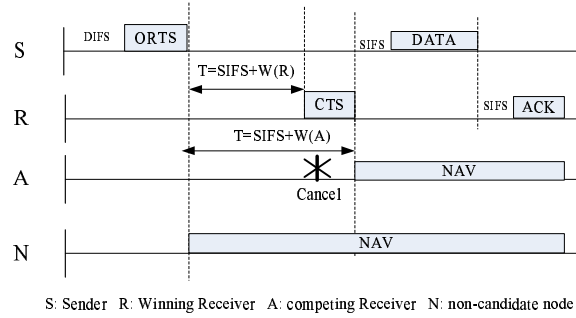 S
DIFS
ORTS
SIFS
DATA
T=SIFS+W(R)
R
CTS
SIFS
ACK
T=SIFS+W(A)
A
Cancel
NAV
N
NAV
S: Sender R: Winning Receiver A: competing Receiver N: non-candidate node